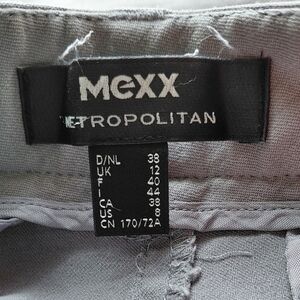 MEXX
METROPOLITAN
D/NL 38
UK 12
F 40
I 44
CA 38
US 8
CN 170/72A